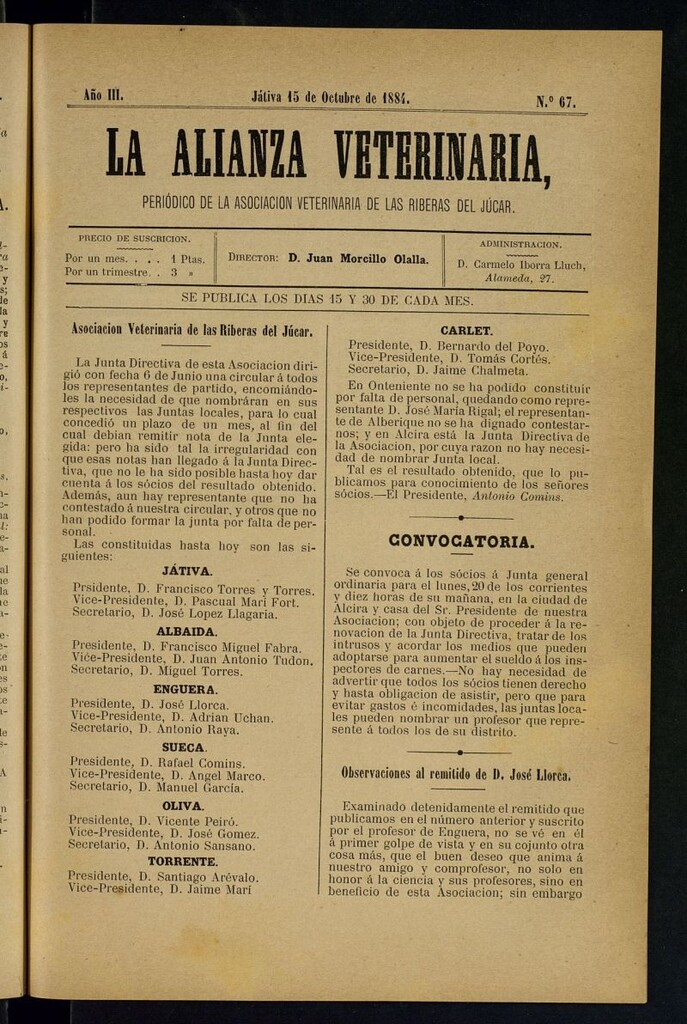 Año III.
Játiva 15 de Octubre de 1884.
N.º 67.
LA ALIANZA VETERINARIA,
PERIÓDICO DE LA ASOCIACION VETERINARIA DE LAS RIBERAS DEL JÚCAR.
PRECIO DE SUSCRICION.
Por un mes. . . . 1 Ptas.
Por un trimestre. . 3 »
DIRECTOR: D. Juan Morcillo Olalla.
ADMINISTRACION.
D. Carmelo Iborra Lluch,
Alameda, 27.
SE PUBLICA LOS DIAS 15 Y 30 DE CADA MES.
Asociacion Veterinaria de las Riberas del Júcar.
La Junta Directiva de esta Asociacion diri-
gió con fecha 6 de Junio una circular á todos
los representantes de partido, encomiándo-
les la necesidad de que nombráran en sus
respectivos las Juntas locales, para lo cual
concedió un plazo de un mes, al fin del
cual debian remitir nota de la Junta ele-
gida: pero ha sido tal la irregularidad con
que esas notas han llegado á la Junta Direc-
tiva, que no le ha sido posible hasta hoy dar
cuenta á los sócios del resultado obtenido.
Además, aun hay representante que no ha
contestado á nuestra circular, y otros que no
han podido formar la junta por falta de per-
sonal.
Las constituidas hasta hoy son las si-
guientes:
JÁTIVA.
Prsidente, D. Francisco Torres y Torres.
Vice-Presidente, D. Pascual Marí Fort.
Secretario, D. José Lopez Llagaria.
ALBAIDA.
Presidente, D. Francisco Miguel Fabra.
Vice-Presidente, D. Juan Antonio Tudon.
Secretario, D. Miguel Torres.
ENGUERA.
Presidente, D. José Llorca.
Vice-Presidente, D. Adrian Uchan.
Secretario, D. Antonio Raya.
SUECA.
Presidente, D. Rafael Comins.
Vice-Presidente, D. Angel Marco.
Secretario, D. Manuel García.
OLIVA.
Presidente, D. Vicente Peiró.
Vice-Presidente, D. José Gomez.
Secretario, D. Antonio Sansano.
TORRENTE.
Presidente, D. Santiago Arévalo.
Vice-Presidente, D. Jaime Marí
CARLET.
Presidente, D. Bernardo del Poyo.
Vice-Presidente, D. Tomás Cortés.
Secretario, D. Jaime Chalmeta.
En Onteniente no se ha podido constituir
por falta de personal, quedando como repre-
sentante D. José María Rigal; el representan-
te de Alberique no se ha dignado contestar-
nos; y en Alcira está la Junta Directiva de
la Asociacion, por cuya razon no hay necesi-
dad de nombrar Junta local.
Tal es el resultado obtenido, que lo pu-
blicamos para conocimiento de los señores
sócios.—El Presidente, Antonio Comins.
CONVOCATORIA.
Se convoca á los sócios á Junta general
ordinaria para el lunes, 20 de los corrientes
y diez horas de su mañana, en la ciudad de
Alcira y casa del Sr. Presidente de nuestra
Asociacion; con objeto de proceder á la re-
novacion de la Junta Directiva, tratar de los
intrusos y acordar los medios que pueden
adoptarse para aumentar el sueldo á los ins-
pectores de carnes.—No hay necesidad de
advertir que todos los sócios tienen derecho
y hasta obligacion de asistir, pero que para
evitar gastos é incomidades, las juntas loca-
les pueden nombrar un profesor que repre-
sente á todos los de su distrito.
Observaciones al remitido de D. José Llorca.
Examinado detenidamente el remitido que
publicamos en el número anterior y suscrito
por el profesor de Enguera, no se vé en él
á primer golpe de vista y en su cojunto otra
cosa más, que el buen deseo que anima á
nuestro amigo y comprofesor, no solo en
honor á la ciencia y sus profesores, sino en
beneficio de esta Asociacion; sin embargo